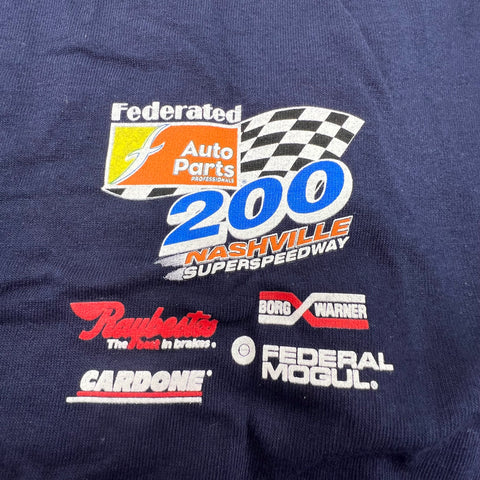 Federated
Auto
Parts
PROFESSIONALS
200
NASHVILLE
SUPERSPEEDWAY
Raybestos
The Best in brakes.
BORG WARNER
FEDERAL
MOGUL.
CARDONE